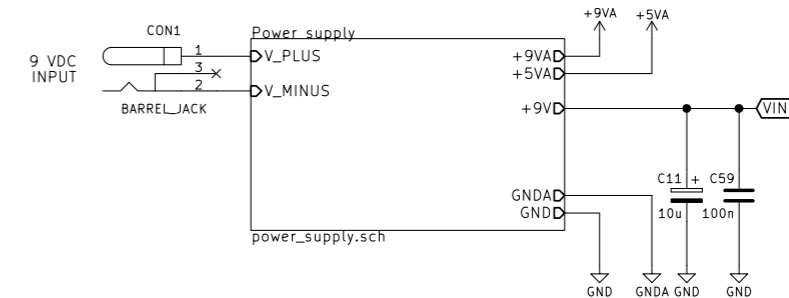 +9VA
+5VA
CON1
Power supply
9 VDC
INPUT
1
3
2
BARREL_JACK
V_PLUS
V_MINUS
+9VA
+5VA
+9V
VIN
C11
+
C59
10u
100n
GNDA
GND
power_supply.sch
GND
GNDA
GND
GND